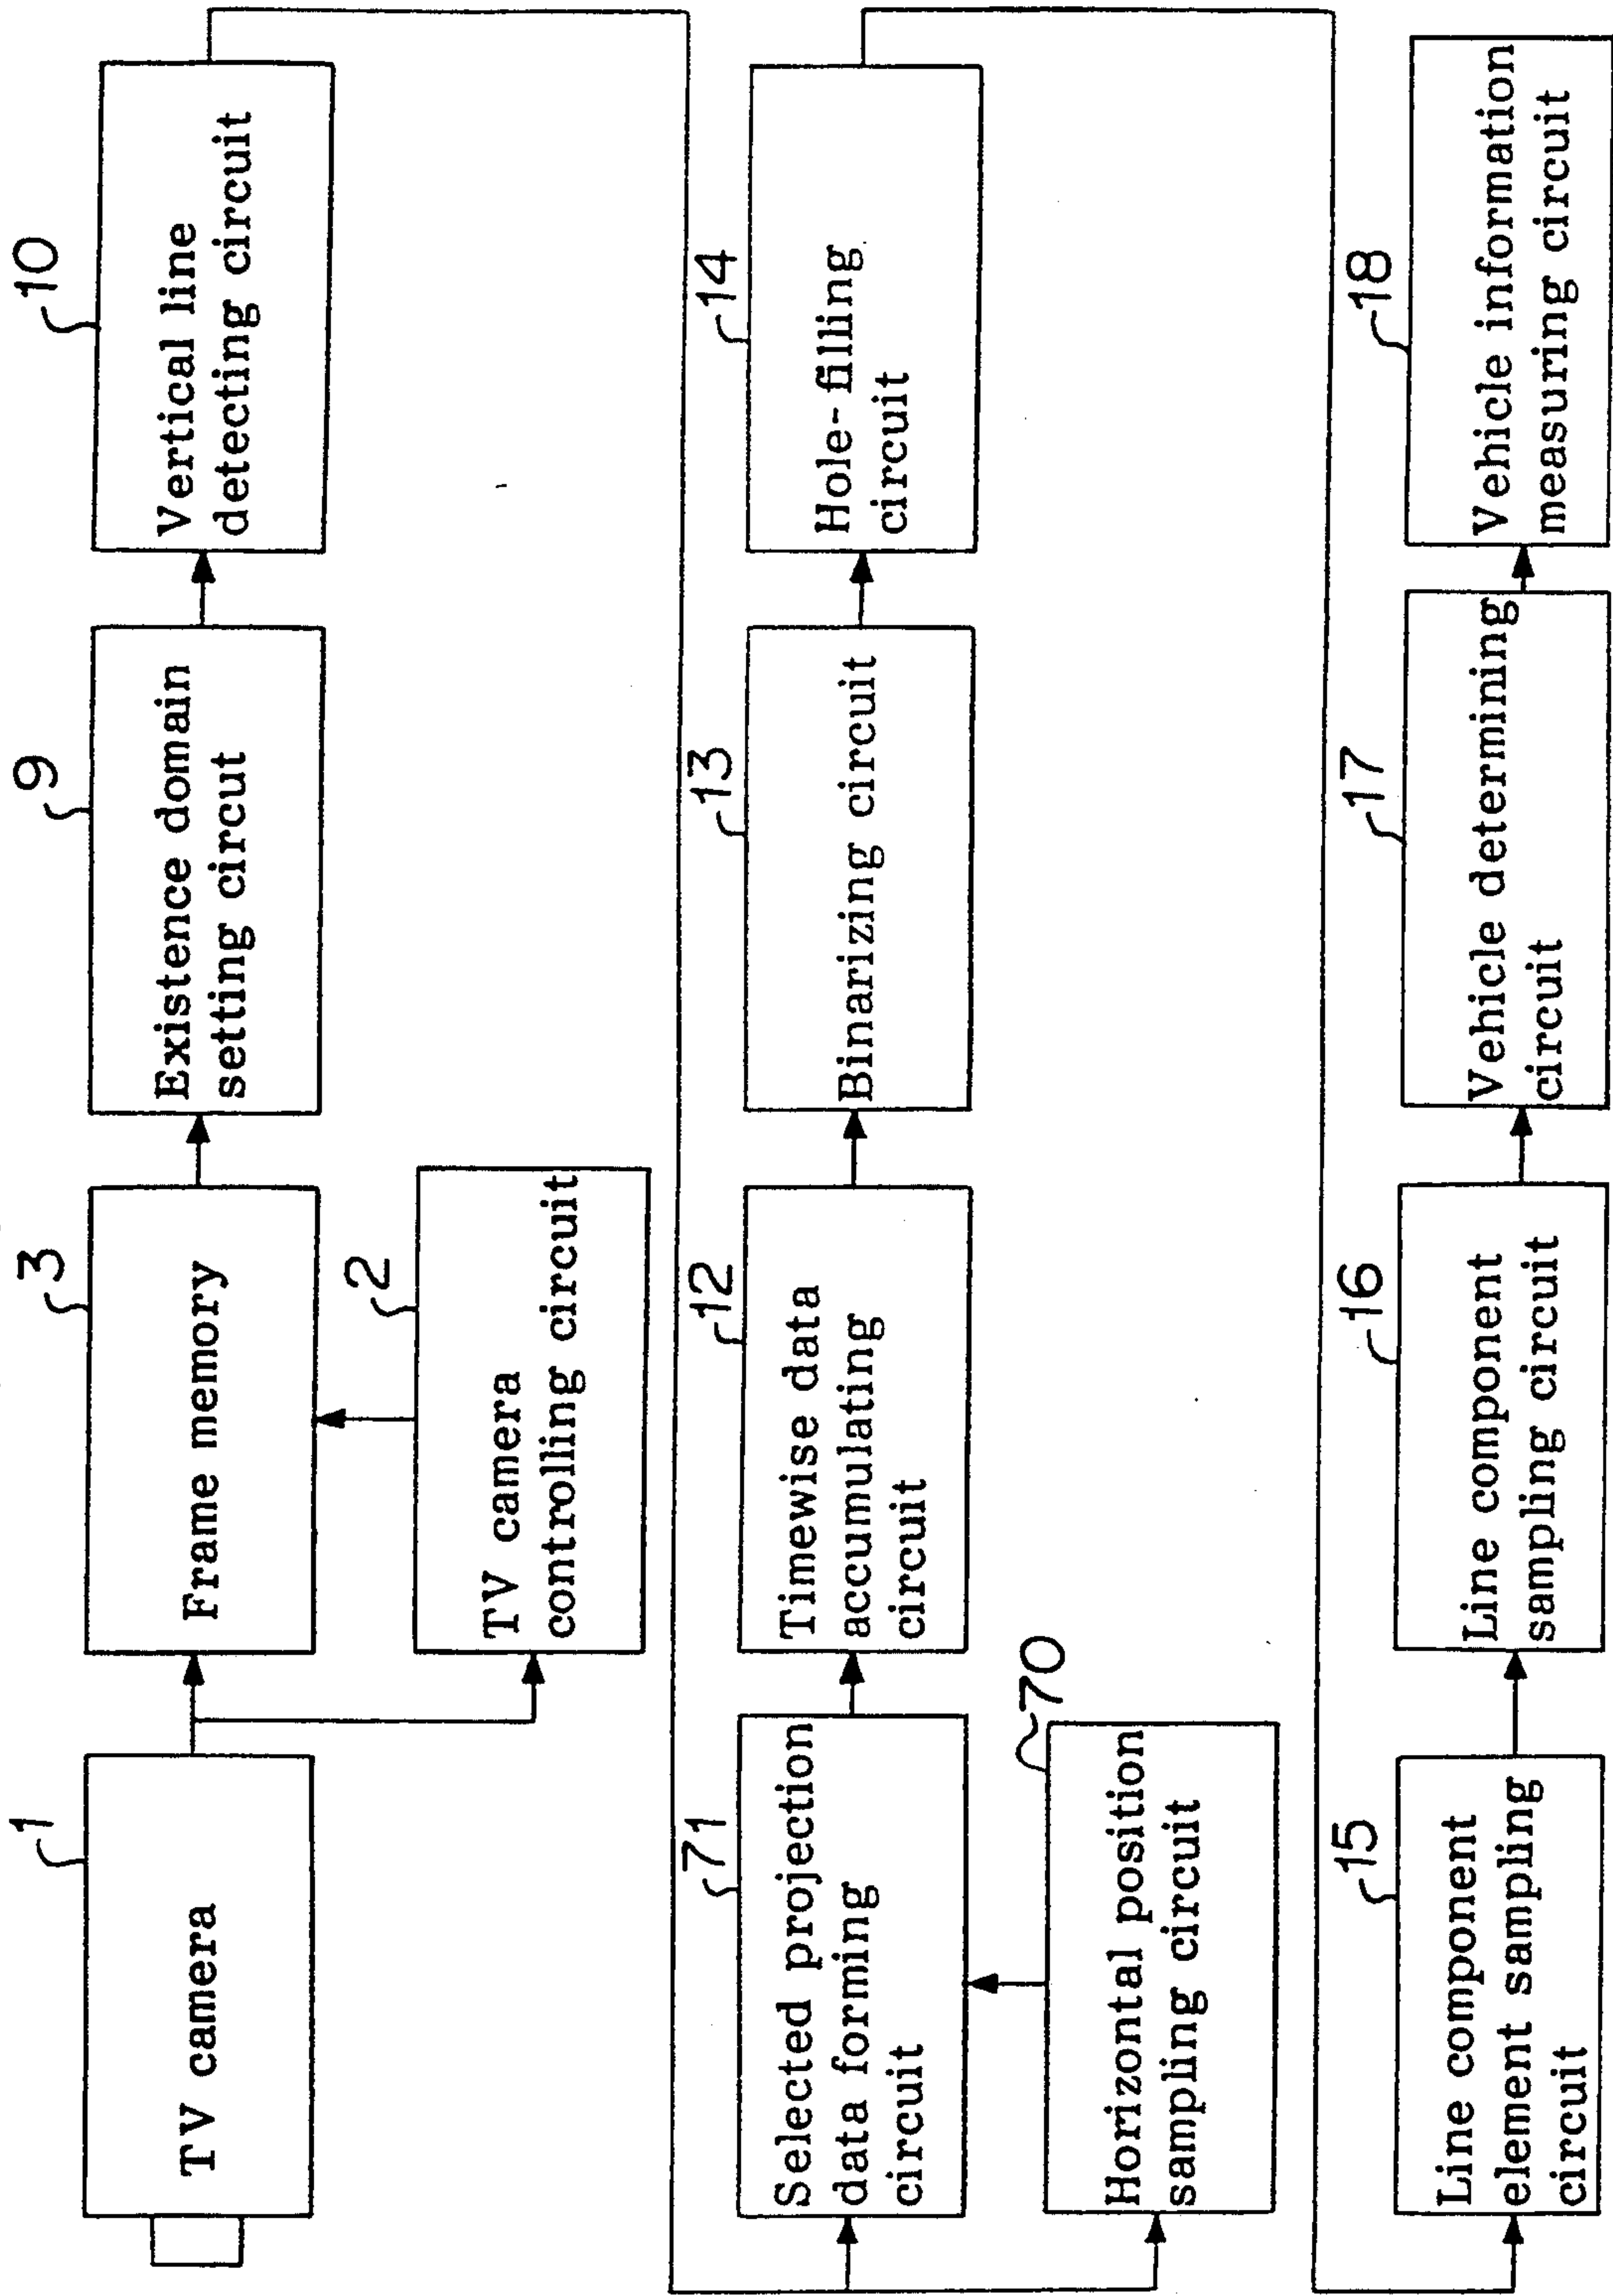 1
TV camera
3
Frame memory
2
TV camera
controlling circuit
9
Existence domain
setting circut
10
Vertical line
detecting circuit
71
Selected projection
data forming
circuit
70
Horizontal position
sampling circuit
12
Timewise data
accumulating
circuit
13
Binarizing circuit
14
Hole-filling
circuit
15
Line component
element sampling
circuit
16
Line component
sampling circuit
17
Vehicle determining
circuit
18
Vehicle information
measuring circuit